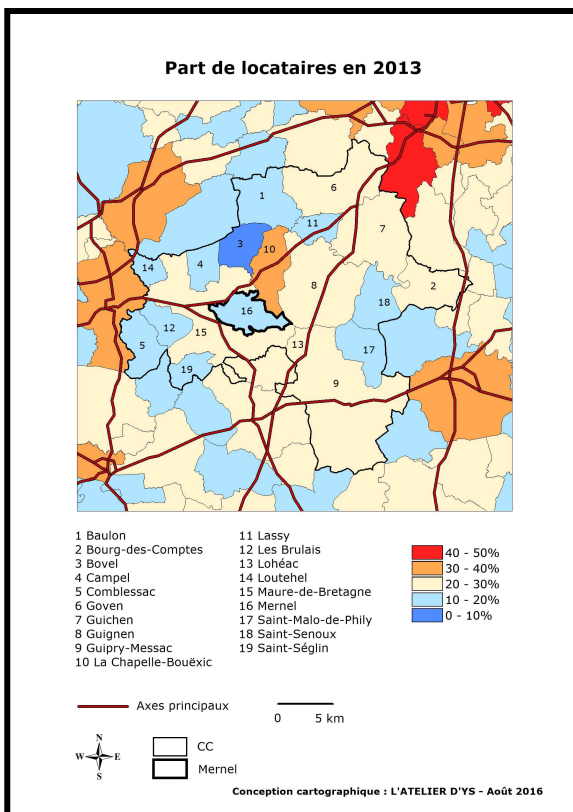 Part de locataires en 2013
1
6
11
7
3
10
14
4
8
2
16
18
12
15
5
13
17
19
9
1 Baulon
2 Bourg-des-Comptes
3 Bovel
4 Campel
5 Comblessac
6 Goven
7 Guichen
8 Guignen
9 Guipry-Messac
10 La Chapelle-Bouëxic
11 Lassy
12 Les Brulais
13 Lohéac
14 Loutehel
15 Maure-de-Bretagne
16 Mernel
17 Saint-Malo-de-Phily
18 Saint-Senoux
19 Saint-Séglin
40 - 50%
30 - 40%
20 - 30%
10 - 20%
0 - 10%
Axes principaux
0 5 km
N
W E
S
CC
Mernel
Conception cartographique : L'ATELIER D'YS - Août 2016